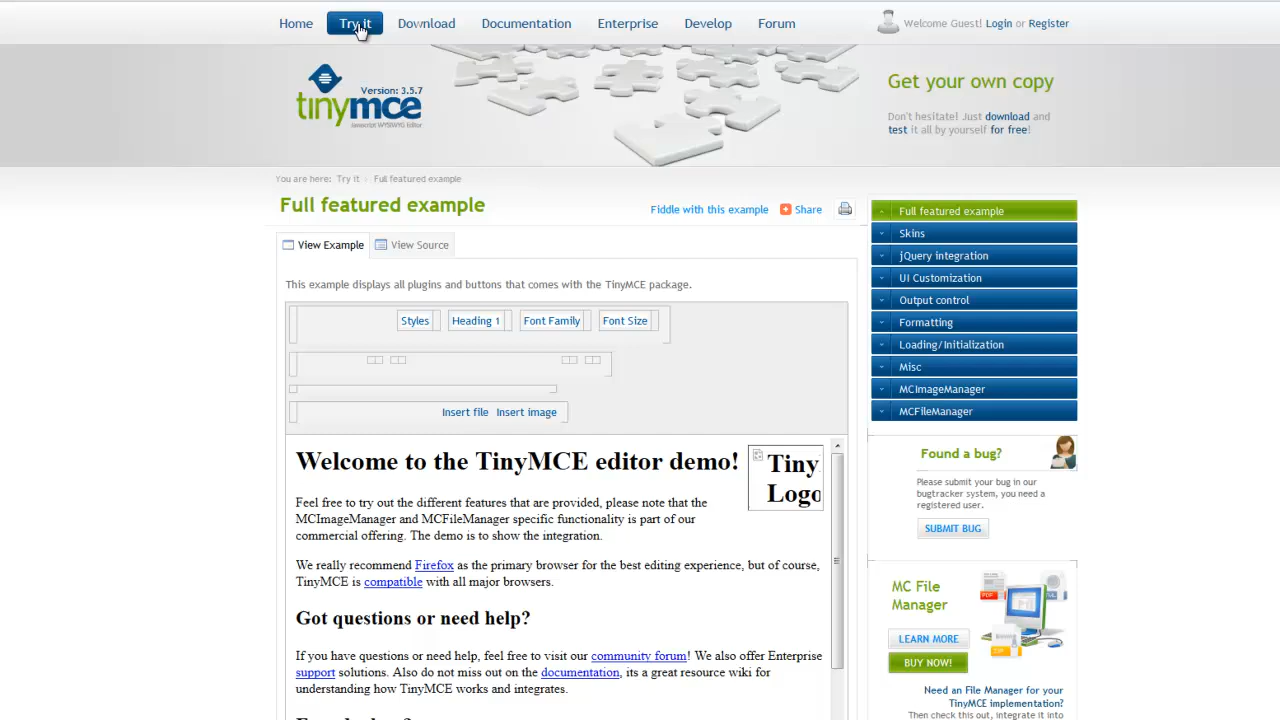 Home Try it Download Documentation Enterprise Develop Forum Welcome Guest! Login or Register
Version: 3.5.7
tinymce
Javascript WYSIWYG Editor
Get your own copy
Don't hesitate! Just download and
test it all by yourself for free!
You are here: Try it Full featured example
Full featured example
Fiddle with this example Share
View Example View Source
This example displays all plugins and buttons that comes with the TinyMCE package.
Styles Heading 1 Font Family Font Size
Insert file Insert image
Welcome to the TinyMCE editor demo!
Tiny
Logo
Feel free to try out the different features that are provided, please note that the
MCImageManager and MCFileManager specific functionality is part of our
commercial offering. The demo is to show the integration.
We really recommend Firefox as the primary browser for the best editing experience, but of course,
TinyMCE is compatible with all major browsers.
Got questions or need help?
If you have questions or need help, feel free to visit our community forum! We also offer Enterprise
support solutions. Also do not miss out on the documentation, its a great resource wiki for
understanding how TinyMCE works and integrates.
Full featured example
Skins
jQuery integration
UI Customization
Output control
Formatting
Loading/Initialization
Misc
MCImageManager
MCFileManager
Found a bug?
Please submit your bug in our
bugtracker system, you need a
registered user.
SUBMIT BUG
MC File
Manager
PDF
ZIP
LEARN MORE
BUY NOW!
Need an File Manager for your
TinyMCE implementation?
Then check this out, integrate it into